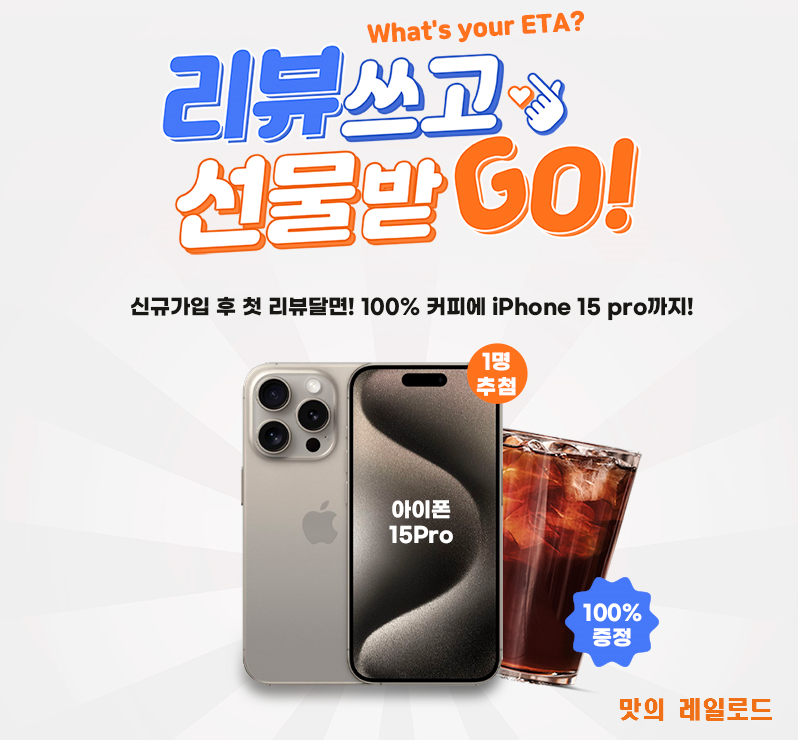 What's your ETA?
리뷰쓰고
선물받GO!
신규가입 후 첫 리뷰달면! 100% 커피에 iPhone 15 pro까지!
1명
추첨
아이폰
15Pro
100%
증정
맛의 레일로드